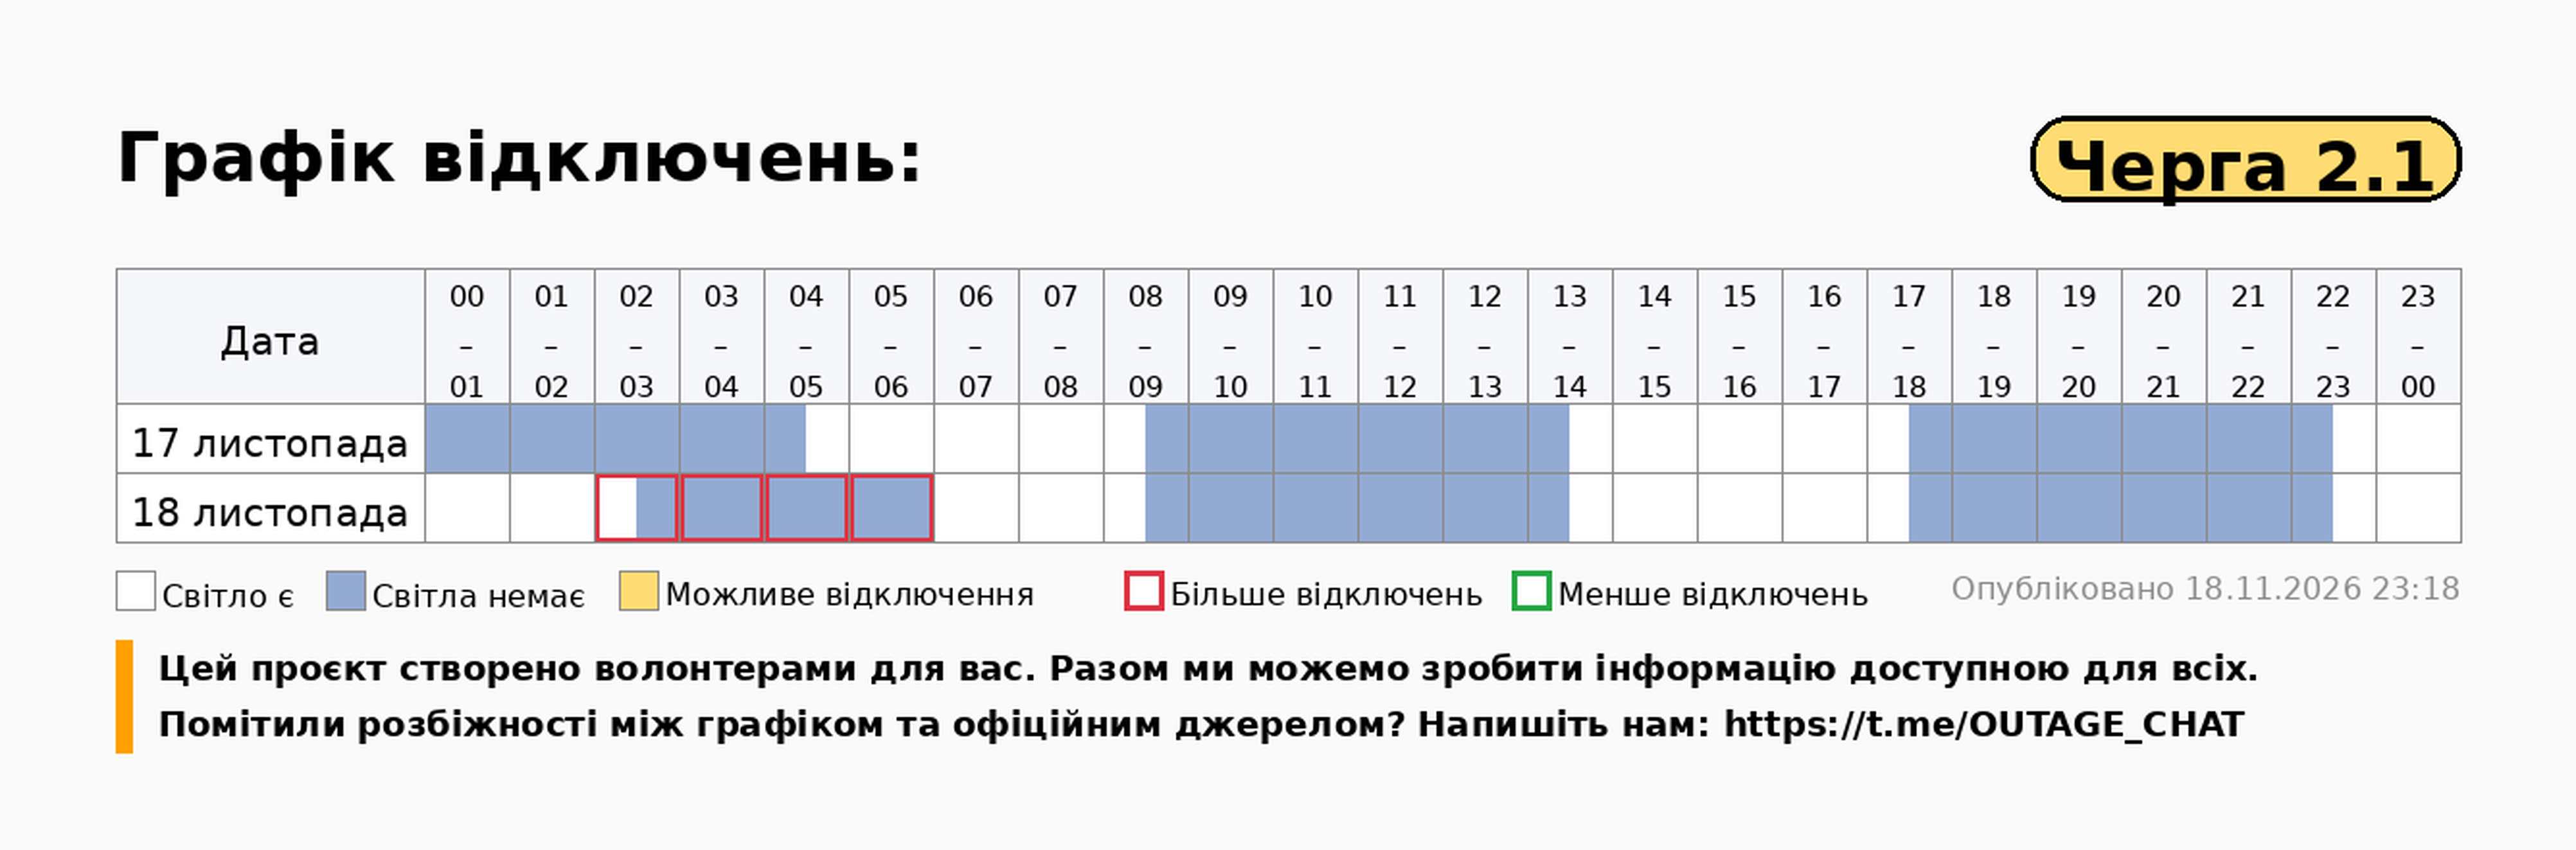 Графік відключень:
Черга 2.1
Дата
00 – 01
01 – 02
02 – 03
03 – 04
04 – 05
05 – 06
06 – 07
07 – 08
08 – 09
09 – 10
10 – 11
11 – 12
12 – 13
13 – 14
14 – 15
15 – 16
16 – 17
17 – 18
18 – 19
19 – 20
20 – 21
21 – 22
22 – 23
23 – 00
17 листопада
18 листопада
Світло є
Світла немає
Можливе відключення
Більше відключень
Менше відключень
Опубліковано 18.11.2026 23:18
Цей проєкт створено волонтерами для вас. Разом ми можемо зробити інформацію доступною для всіх.
Помітили розбіжності між графіком та офіційним джерелом? Напишіть нам: https://t.me/OUTAGE_CHAT